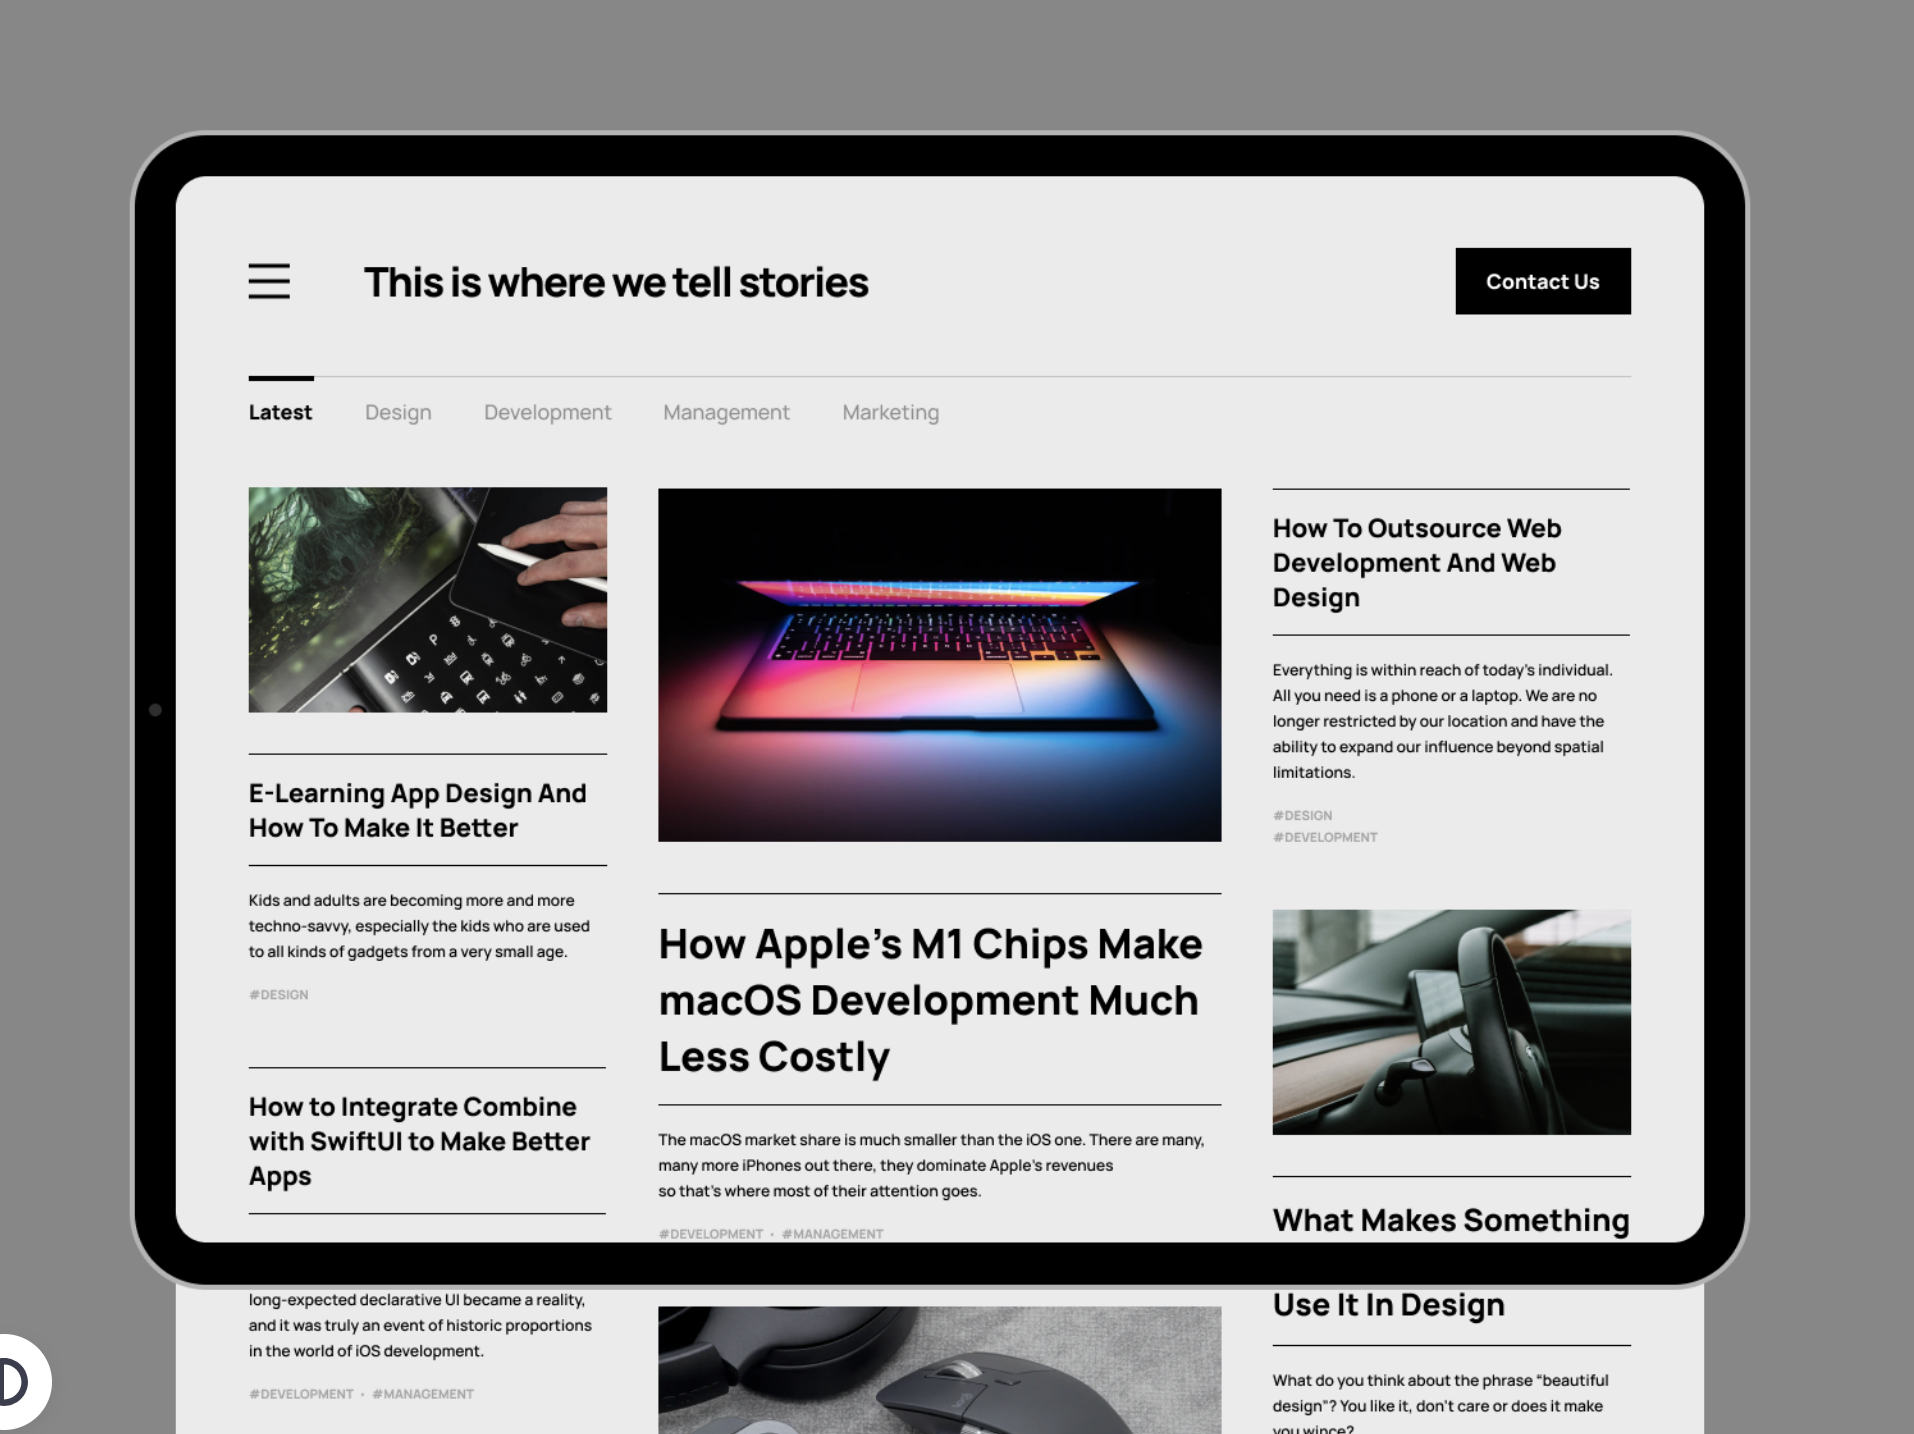 This is where we tell stories
Contact Us
Latest
Design
Development
Management
Marketing
E-Learning App Design And
How To Make It Better
Kids and adults are becoming more and more
techno-savvy, especially the kids who are used
to all kinds of gadgets from a very small age.
#DESIGN
How to Integrate Combine
with SwiftUI to Make Better
Apps
long-expected declarative UI became a reality,
and it was truly an event of historic proportions
in the world of iOS development.
#DEVELOPMENT • #MANAGEMENT
How Apple’s M1 Chips Make
macOS Development Much
Less Costly
The macOS market share is much smaller than the iOS one. There are many,
many more iPhones out there, they dominate Apple’s revenues
so that’s where most of their attention goes.
#DEVELOPMENT • #MANAGEMENT
How To Outsource Web
Development And Web
Design
Everything is within reach of today’s individual.
All you need is a phone or a laptop. We are no
longer restricted by our location and have the
ability to expand our influence beyond spatial
limitations.
#DESIGN
#DEVELOPMENT
What Makes Something
Use It In Design
What do you think about the phrase “beautiful
design”? You like it, don’t care or does it make
you wince?